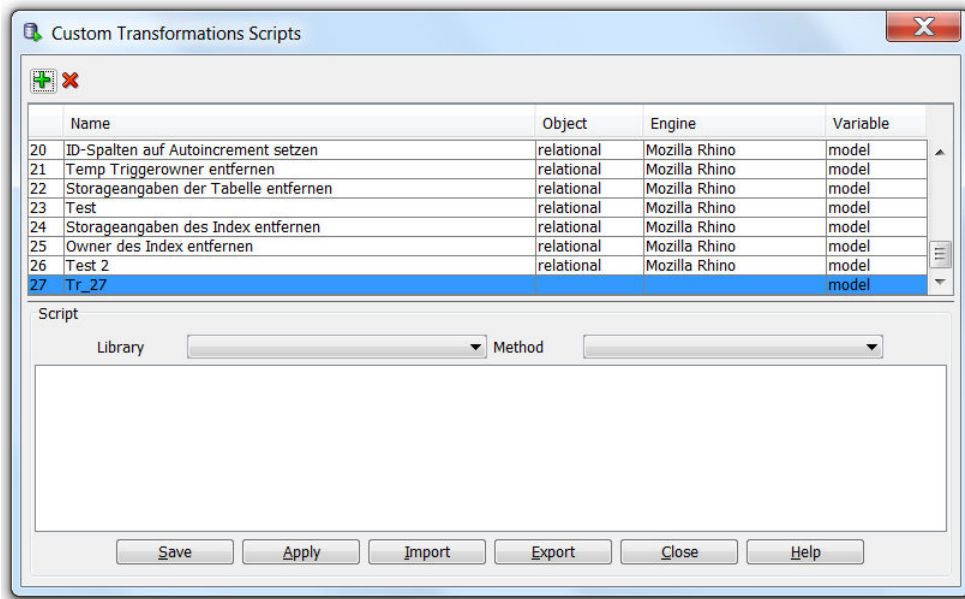 Custom Transformations Scripts
Name Object Engine Variable
20 ID-Spalten auf Autoincrement setzen relational Mozilla Rhino model
21 Temp Triggerowner entfernen relational Mozilla Rhino model
22 Storageangaben der Tabelle entfernen relational Mozilla Rhino model
23 Test relational Mozilla Rhino model
24 Storageangaben des Index entfernen relational Mozilla Rhino model
25 Owner des Index entfernen relational Mozilla Rhino model
26 Test 2 relational Mozilla Rhino model
27 Tr_27 model
Script
Library Method
Save Apply Import Export Close Help